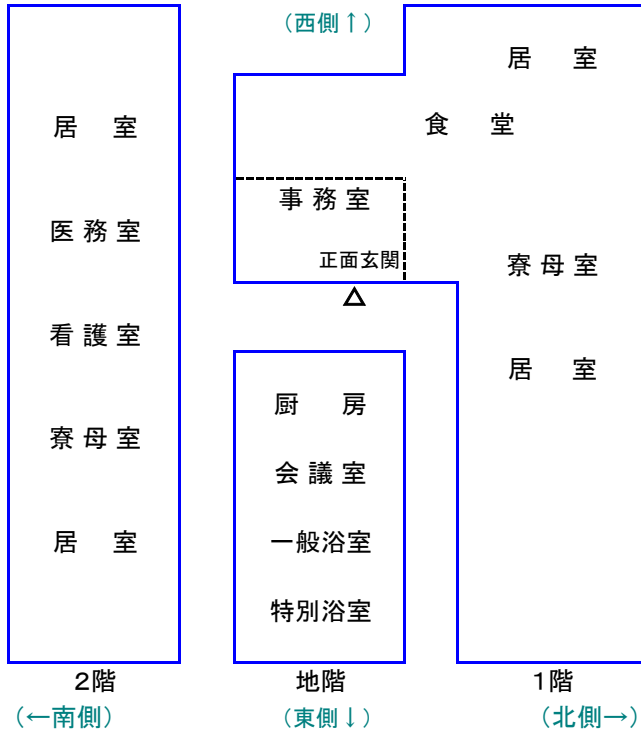 （西側↑）
居　室
医務室
看護室
寮母室
居　室
2階
（←南側）
事務室
正面玄関
厨　房
会議室
一般浴室
特別浴室
地階
（東側↓）
居　室
食　堂
寮母室
居　室
1階
（北側→）